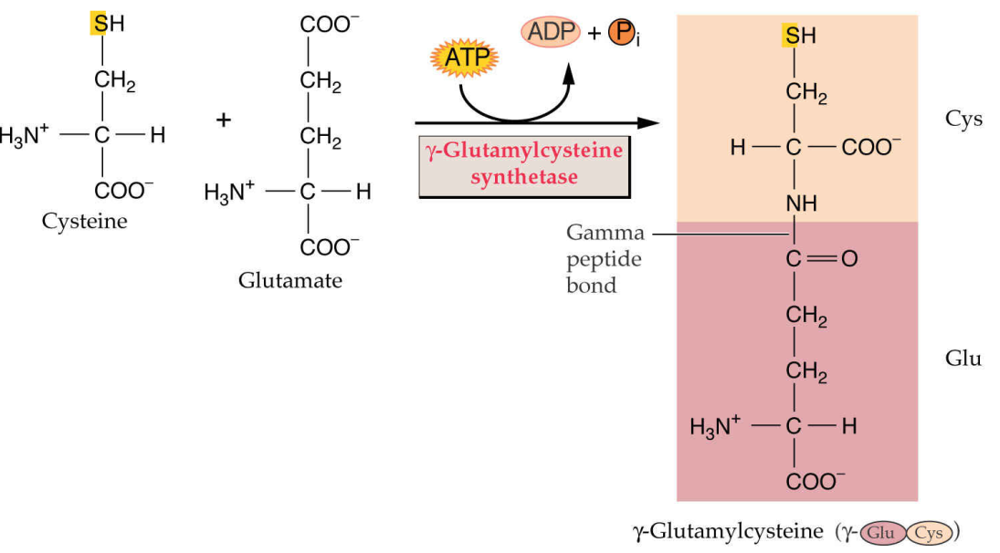 SH
CH₂
H₃N⁺ — C — H
COO⁻
Cysteine
+
COO⁻
CH₂
CH₂
H₃N⁺ — C — H
COO⁻
Glutamate
ATP
ADP + Pᵢ
γ-Glutamylcysteine
synthetase
SH
CH₂
H — C — COO⁻
NH
Cys
Gamma
peptide
bond
C=O
CH₂
CH₂
H₃N⁺ — C — H
COO⁻
Glu
γ-Glutamylcysteine (γ-Glu Cys)